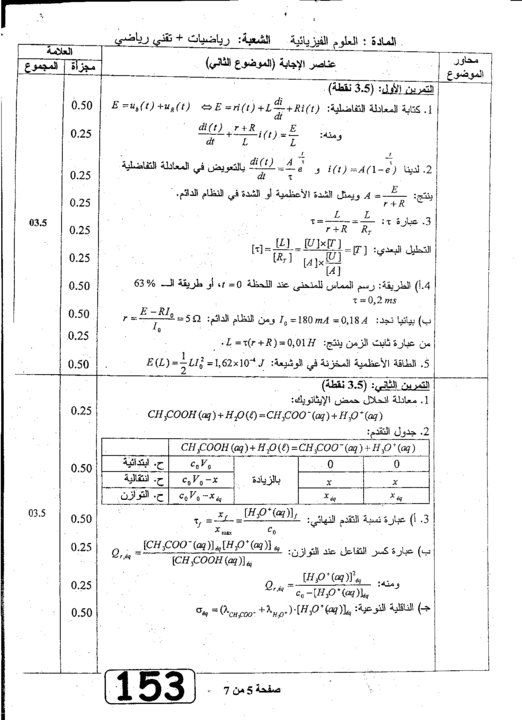 المادة : العلوم الفيزيائية الشعبة: رياضيات + تقني رياضي
محاور الموضوع
عناصر الإجابة (الموضوع الثاني)
العلامة
مجزأة
المجموع
التمرين الأول: (3.5 نقطة)
1. كتابة المعادلة التفاضلية: E = u_b(t) + u_R(t) ⇔ E = ri(t) + L di/dt + Ri(t) 0.50
ومنه: di(t)/dt + (r+R)/L i(t) = E/L 0.25
2. لدينا i(t) = A(1-e^(-t/τ)) و di(t)/dt = A/τ e^(-t/τ) بالتعويض في المعادلة التفاضلية 0.25
ينتج: A = E/(r+R) ويمثل الشدة الأعظمية أو الشدة في النظام الدائم. 0.25
3. عبارة τ: τ = L/(r+R) = L/R_T 0.25
03.5
التحليل البعدي: [τ] = [L]/[R_T] = [U]×[T]/([A]×[U]/[A]) = [T] 0.25
4.أ) الطريقة: رسم المماس للمنحنى عند اللحظة t = 0، أو طريقة الـ 63% 0.50
τ = 0,2 ms
ب) بيانيا نجد: I₀ = 180 mA = 0,18 A ومن النظام الدائم: r = (E - RI₀)/I₀ = 5 Ω 0.50
من عبارة ثابت الزمن ينتج: L = τ(r + R) = 0,01H . 0.25
5. الطاقة الأعظمية المخزنة في الوشيعة: E(L) = 1/2 LI₀² = 1,62×10⁻⁴ J 0.50
التمرين الثاني: (3.5 نقطة)
1. معادلة انحلال حمض الإيثانويك:
CH₃COOH(aq) + H₂O(ℓ) = CH₃COO⁻(aq) + H₃O⁺(aq) 0.25
2. جدول التقدم: 0.50
CH₃COOH(aq) + H₂O(ℓ) = CH₃COO⁻(aq) + H₃O⁺(aq)
ح. ابتدائية c₀V₀ بالزيادة 0 0
ح. انتقالية c₀V₀ - x x x
ح. التوازن c₀V₀ - x_éq x_éq x_éq
03.5
3. أ) عبارة نسبة التقدم النهائي: τ_f = x_f/x_max = [H₃O⁺(aq)]_f/c₀ 0.50
ب) عبارة كسر التفاعل عند التوازن: Q_r,éq = [CH₃COO⁻(aq)]_éq[H₃O⁺(aq)]_éq/[CH₃COOH(aq)]_éq 0.25
ومنه: Q_r,éq = [H₃O⁺(aq)]²_éq/(c₀ - [H₃O⁺(aq)]_éq) 0.25
جـ) الناقلية النوعية: σ_éq = (λ_CH₃COO⁻ + λ_H₃O⁺)·[H₃O⁺(aq)]_éq 0.50
153
صفحة 5 من 7